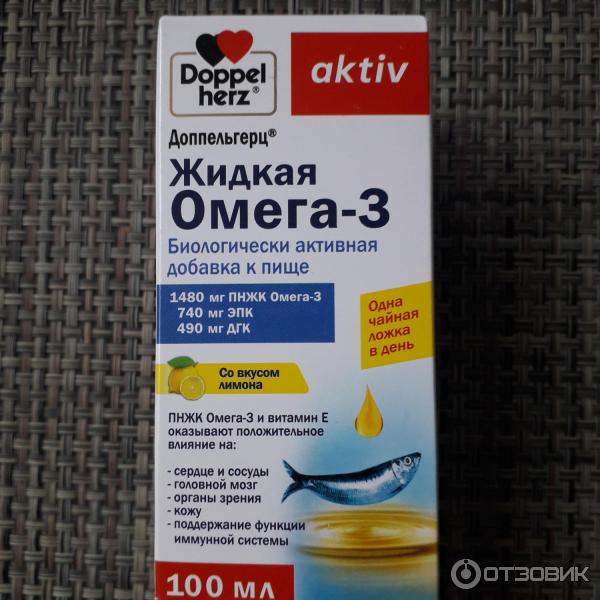 Doppel
herz®
aktiv
Доппельгерц®
Жидкая
Омега-3
Биологически активная
добавка к пище
1480 мг ПНЖК Омега-3
740 мг ЭПК
490 мг ДГК
Одна
чайная
ложка
в день
Со вкусом
лимона
ПНЖК Омега-3 и витамин Е
оказывают положительное
влияние на:
- сердце и сосуды
- головной мозг
- органы зрения
- кожу
- поддержание функции
иммунной системы
100 мл
ОТЗОВИК